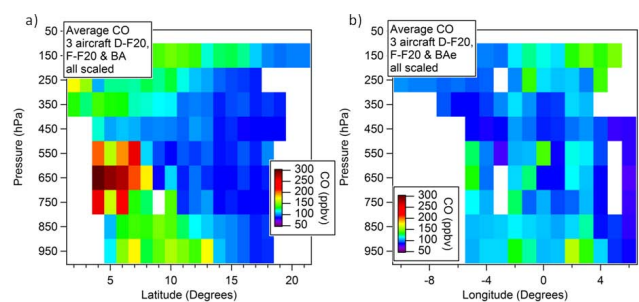 a)
Average CO
3 aircraft D-F20,
F-F20 & BA
all scaled
50
150
250
350
450
550
650
750
850
950
Pressure (hPa)
5
10
15
20
Latitude (Degrees)
CO (ppbv)
300
250
200
150
100
50
b)
Average CO
3 aircraft D-F20,
F-F20 & BAe
all scaled
50
150
250
350
450
550
650
750
850
950
Pressure (hPa)
-8
-4
0
4
Longitude (Degrees)
CO (ppbv)
300
250
200
150
100
50